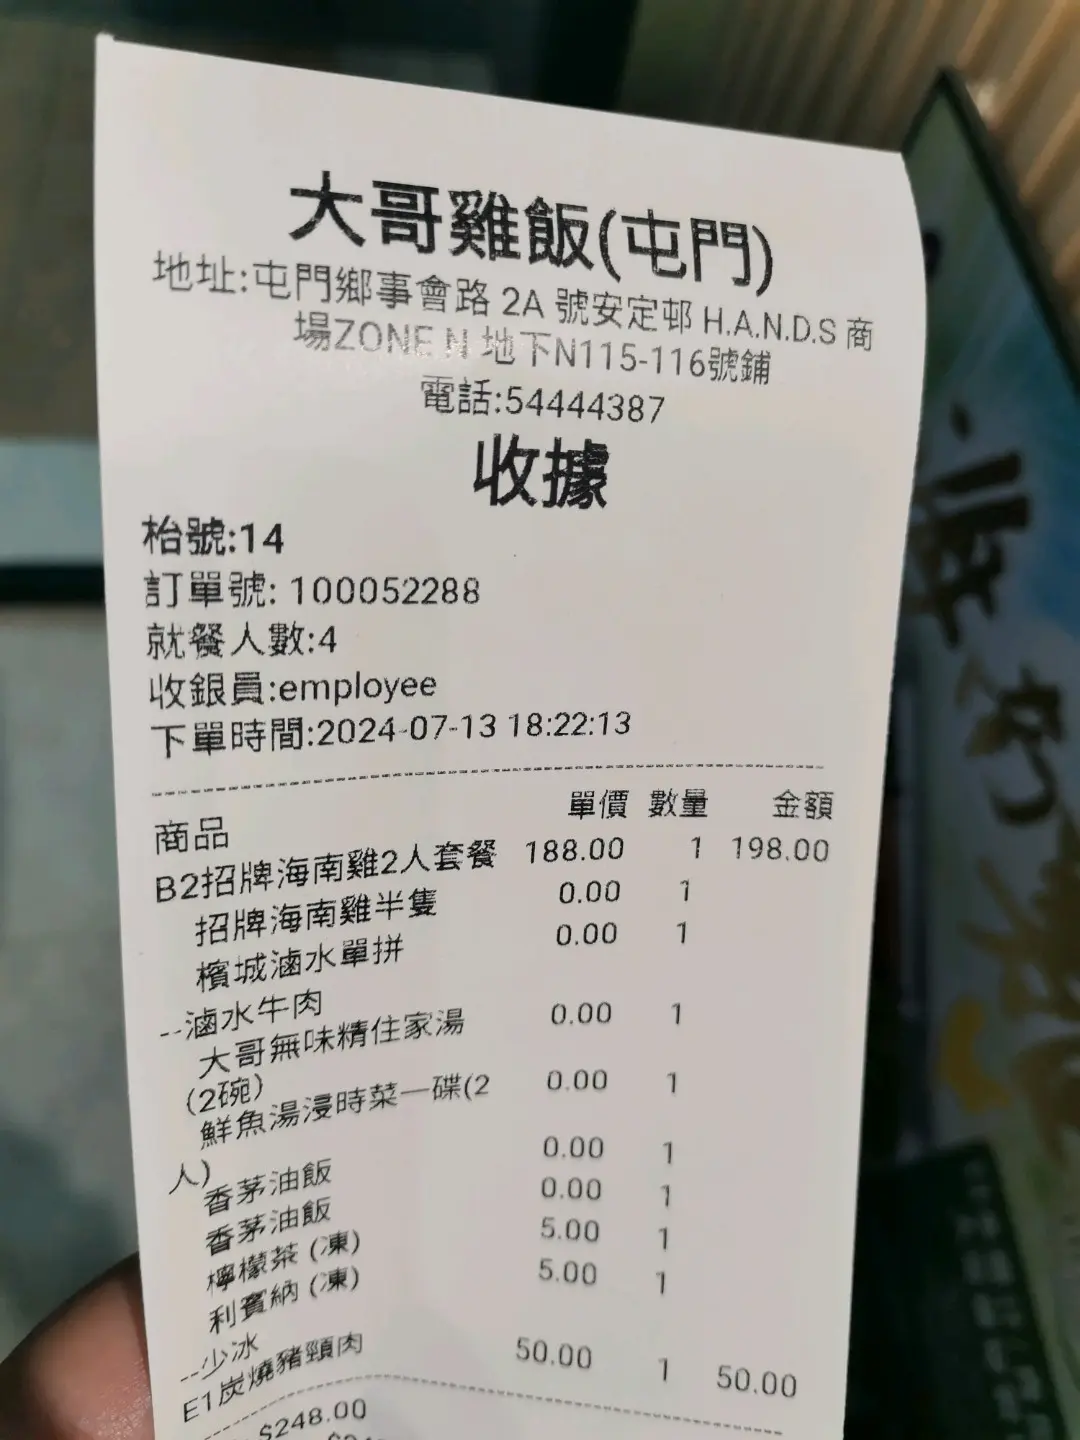 大哥雞飯(屯門)
地址:屯門鄉事會路 2A 號安定邨 H.A.N.D.S 商
場ZONE N 地下N115-116號鋪
電話:54444387
收據
枱號:14
訂單號: 100052288
就餐人數:4
收銀員:employee
下單時間:2024-07-13 18:22:13
商品 單價 數量 金額
B2招牌海南雞2人套餐 188.00 1 198.00
招牌海南雞半隻 0.00 1
檳城滷水單拼 0.00 1
--滷水牛肉
大哥無味精住家湯 0.00 1
(2碗)
鮮魚湯浸時菜一碟(2 0.00 1
人)
香茅油飯 0.00 1
香茅油飯 0.00 1
檸檬茶 (凍) 5.00 1
利賓納 (凍) 5.00 1
--少冰
E1炭燒豬頸肉 50.00 1 50.00
$248.00